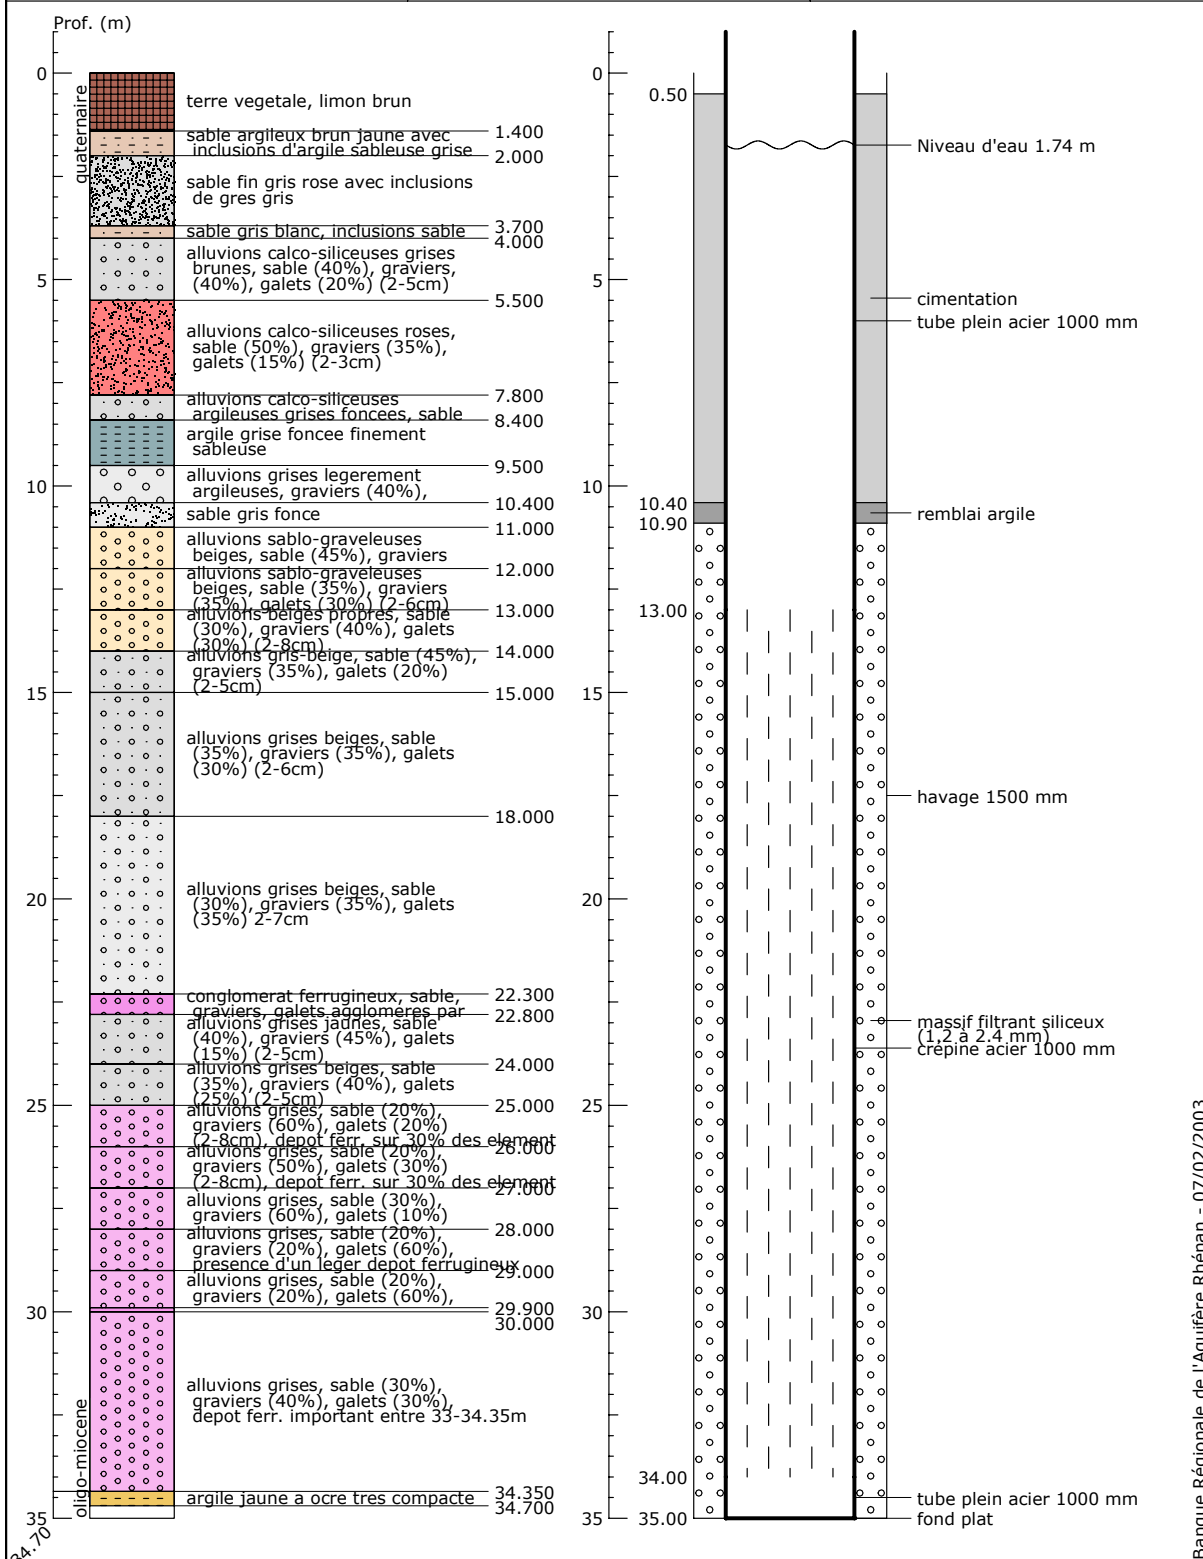 Prof. (m)
0
quaternaire
terre vegetale, limon brun
1.400
sable argileux brun jaune avec
inclusions d'argile sableuse grise
2.000
sable fin gris rose avec inclusions
de gres gris
3.700
sable gris blanc, inclusions sable
4.000
alluvions calco-siliceuses grises
brunes, sable (40%), graviers,
(40%), galets (20%) (2-5cm)
5
5.500
alluvions calco-siliceuses roses,
sable (50%), graviers (35%),
galets (15%) (2-3cm)
7.800
alluvions calco-siliceuses
argileuses grises foncees, sable
8.400
argile grise foncee finement
sableuse
9.500
alluvions grises legerement
argileuses, graviers (40%),
10
10.400
sable gris fonce
11.000
alluvions sablo-graveleuses
beiges, sable (45%), graviers
12.000
alluvions sablo-graveleuses
beiges, sable (35%), graviers
(35%), galets (30%) (2-6cm)
13.000
alluvions beiges propres, sable
(30%), graviers (40%), galets
(30%) (2-8cm)
14.000
alluvions gris-beige, sable (45%),
graviers (35%), galets (20%)
(2-5cm)
15
15.000
alluvions grises beiges, sable
(35%), graviers (35%), galets
(30%) (2-6cm)
18.000
alluvions grises beiges, sable
(30%), graviers (35%), galets
(35%) 2-7cm
20
22.300
conglomerat ferrugineux, sable,
graviers, galets agglomeres par
22.800
alluvions grises jaunes, sable
(40%), graviers (45%), galets
(15%) (2-5cm)
24.000
alluvions grises beiges, sable
(35%), graviers (40%), galets
(25%) (2-5cm)
25
25.000
alluvions grises, sable (20%),
graviers (60%), galets (20%)
(2-8cm), depot ferr. sur 30% des element
26.000
alluvions grises, sable (20%),
graviers (50%), galets (30%)
(2-8cm), depot ferr. sur 30% des element
27.000
alluvions grises, sable (30%),
graviers (60%), galets (10%)
28.000
alluvions grises, sable (20%),
graviers (20%), galets (60%),
presence d'un leger depot ferrugineux
29.000
alluvions grises, sable (20%),
graviers (20%), galets (60%),
29.900
30
30.000
alluvions grises, sable (30%),
graviers (40%), galets (30%),
depot ferr. important entre 33-34.35m
oligo-miocene
34.350
argile jaune a ocre tres compacte
34.700
35
34.70
0
0.50
Niveau d'eau 1.74 m
5
cimentation
tube plein acier 1000 mm
10
10.40
remblai argile
10.90
13.00
15
havage 1500 mm
20
massif filtrant siliceux
(1,2 à 2.4 mm)
crépine acier 1000 mm
25
30
34.00
tube plein acier 1000 mm
35
35.00
fond plat
Banque Régionale de l'Aquifère Rhénan - 07/02/2003